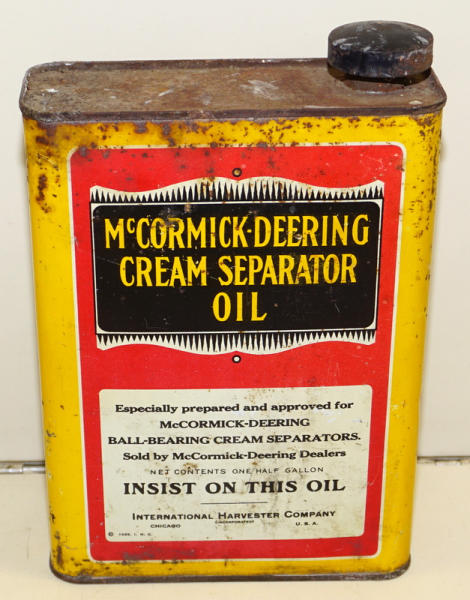 McCORMICK-DEERING
CREAM SEPARATOR
OIL
Especially prepared and approved for
McCORMICK-DEERING
BALL-BEARING CREAM SEPARATORS.
Sold by McCormick-Deering Dealers
NET CONTENTS ONE HALF GALLON
INSIST ON THIS OIL
INTERNATIONAL HARVESTER COMPANY
CHICAGO (INCORPORATED) U.S.A.